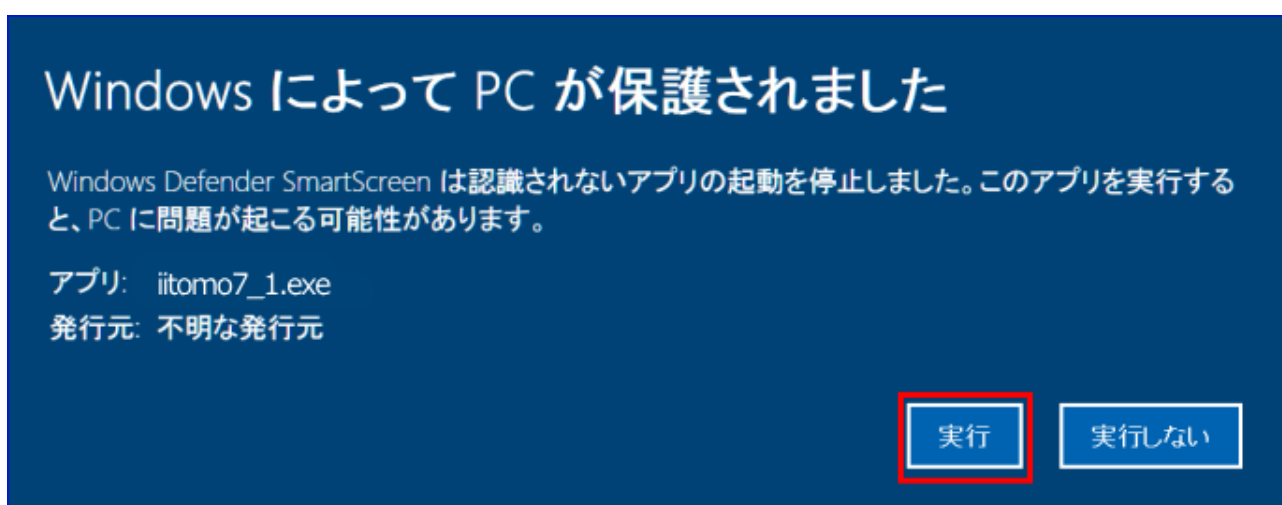 Windows によって PC が保護されました
Windows Defender SmartScreen は認識されないアプリの起動を停止しました。このアプリを実行する
と、PC に問題が起こる可能性があります。
アプリ: iitomo7_1.exe
発行元: 不明な発行元
実行 実行しない